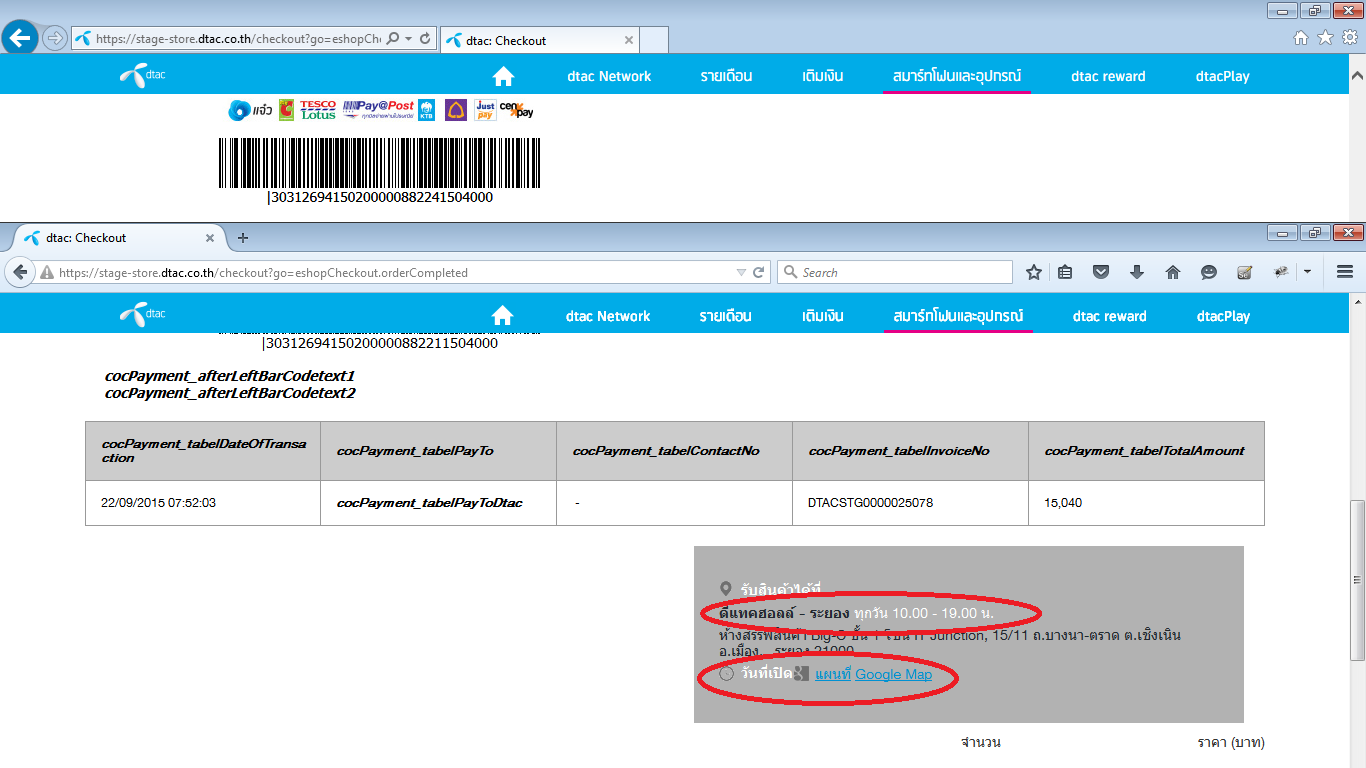 https://stage-store.dtac.co.th/checkout?go=eshopChe
dtac: Checkout
dtac
dtac Network
รายเดือน
เติมเงิน
สมาร์ทโฟนและอุปกรณ์
dtac reward
dtacPlay
แจ๋ว
TESCO Lotus
Pay@Post
KTB
Just pay
cenpay
|30312694150200000882241504000
dtac: Checkout
https://stage-store.dtac.co.th/checkout?go=eshopCheckout.orderCompleted
Search
dtac
dtac Network
รายเดือน
เติมเงิน
สมาร์ทโฟนและอุปกรณ์
dtac reward
dtacPlay
|30312694150200000882211504000
cocPayment_afterLeftBarCodetext1
cocPayment_afterLeftBarCodetext2
cocPayment_tabelDateOfTransa
ction
cocPayment_tabelPayTo
cocPayment_tabelContactNo
cocPayment_tabelInvoiceNo
cocPayment_tabelTotalAmount
22/09/2015 07:52:03
cocPayment_tabelPayToDtac
-
DTACSTG0000025078
15,040
รับสินค้าได้ที่
ดีแทคฮอลล์ - ระยอง ทุกวัน 10.00 - 19.00 น.
ห้างสรรพสินค้า Big-C ชั้น 1 โซน IT Junction, 15/11 ถ.บางนา-ตราด ต.เชิงเนิน
อ.เมือง ระยอง 21000
วันที่เปิด แผนที่ Google Map
จำนวน
ราคา (บาท)